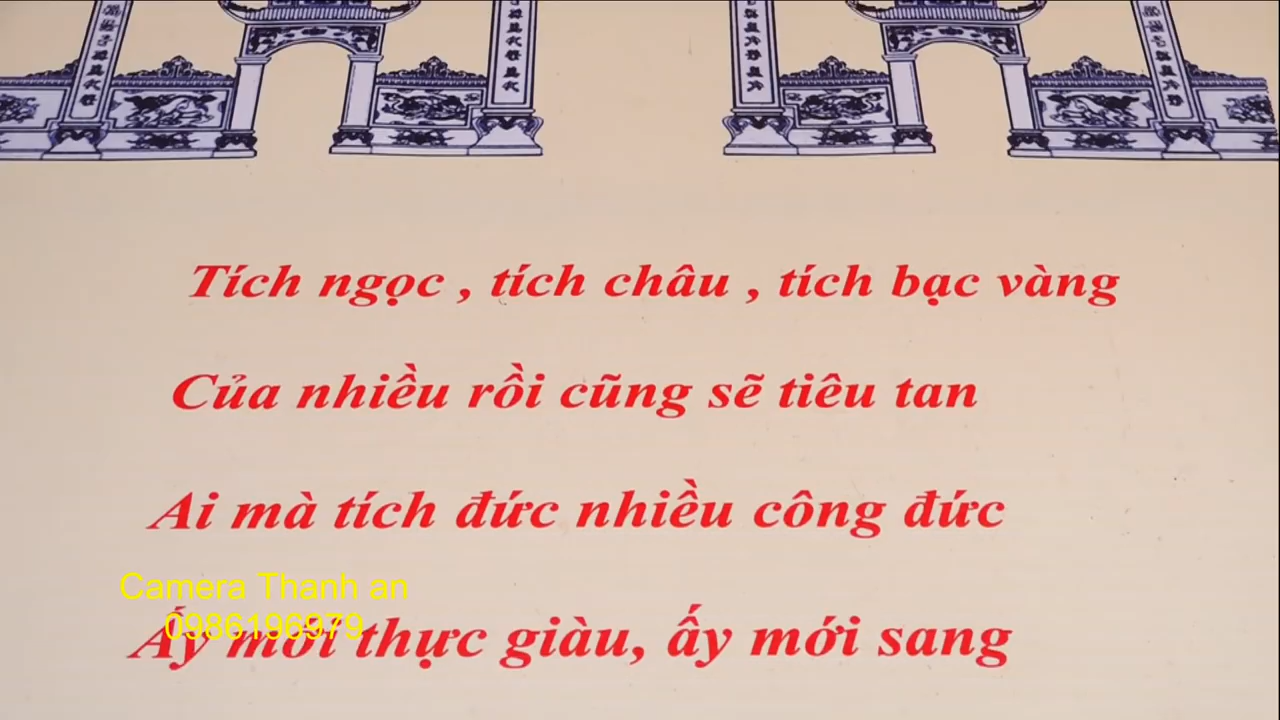 Tích ngọc , tích châu , tích bạc vàng
Của nhiều rồi cũng sẽ tiêu tan
Ai mà tích đức nhiều công đức
Camera Thanh an
0986196979
Ấy mới thực giàu, ấy mới sang